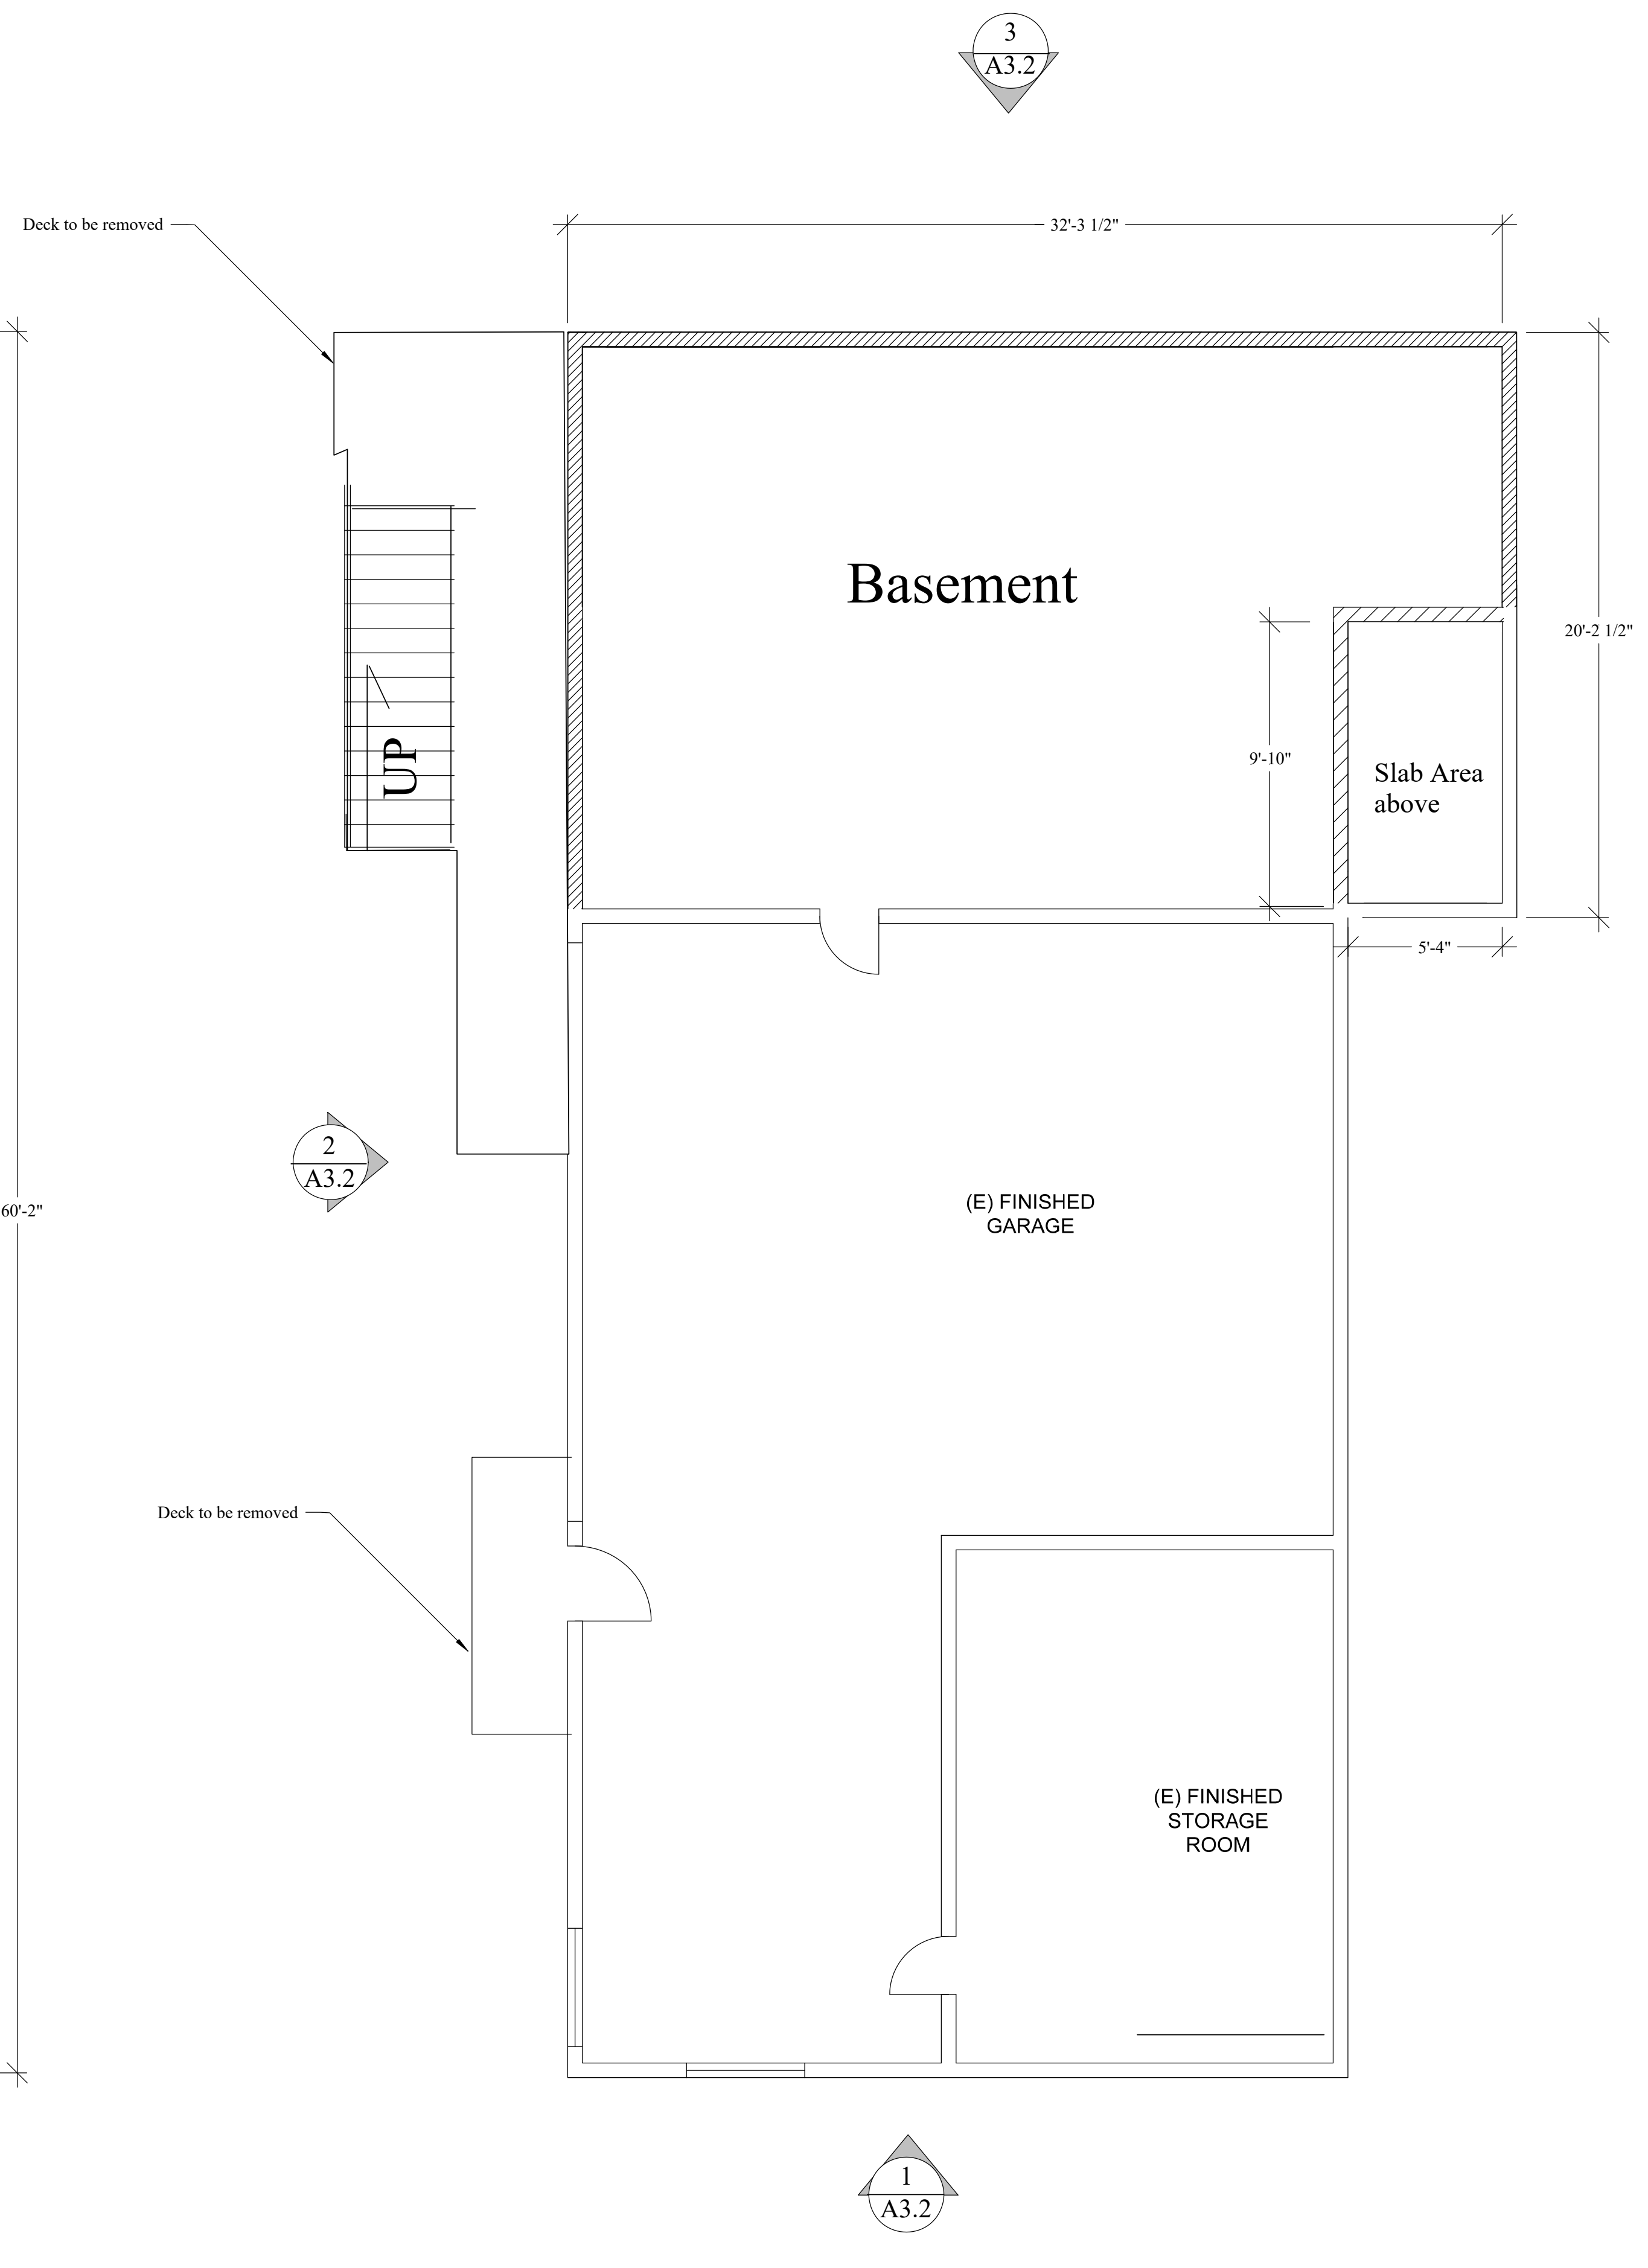 3
A3.2
Deck to be removed
32'-3 1/2"
Basement
20'-2 1/2"
9'-10"
UP
Slab Area
above
5'-4"
2
A3.2
(E) FINISHED
GARAGE
60'-2"
Deck to be removed
(E) FINISHED
STORAGE
ROOM
1
A3.2